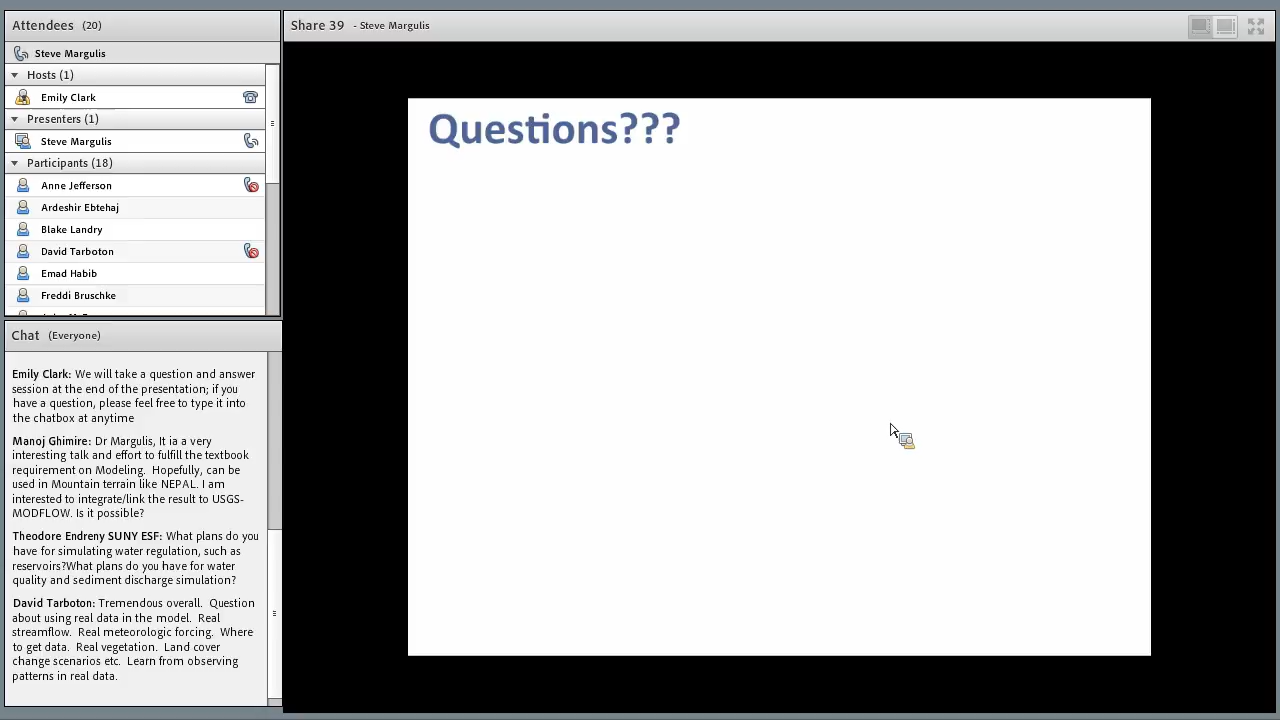 Attendees (20)
Steve Margulis
Hosts (1)
Emily Clark
Presenters (1)
Steve Margulis
Participants (18)
Anne Jefferson
Ardeshir Ebtehaj
Blake Landry
David Tarboton
Emad Habib
Freddi Bruschke
Chat (Everyone)
Emily Clark: We will take a question and answer
session at the end of the presentation; if you
have a question, please feel free to type it into
the chatbox at anytime
Manoj Ghimire: Dr Margulis, It ia a very
interesting talk and effort to fulfill the textbook
requirement on Modeling. Hopefully, can be
used in Mountain terrain like NEPAL. I am
interested to integrate/link the result to USGS-
MODFLOW. Is it possible?
Theodore Endreny SUNY ESF: What plans do you
have for simulating water regulation, such as
reservoirs?What plans do you have for water
quality and sediment discharge simulation?
David Tarboton: Tremendous overall. Question
about using real data in the model. Real
streamflow. Real meteorologic forcing. Where
to get data. Real vegetation. Land cover
change scenarios etc. Learn from observing
patterns in real data.
Share 39 - Steve Margulis
Questions???